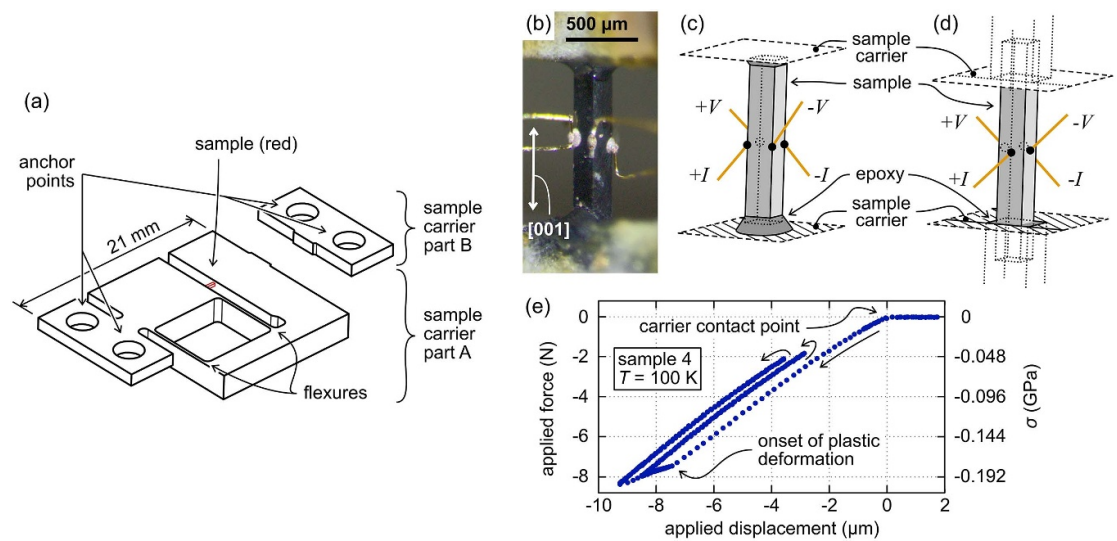 (a)
sample (red)
anchor
points
21 mm
sample
carrier
part B
sample
carrier
part A
flexures
(b)
500 µm
[001]
(c)
(d)
sample
carrier
sample
+V
-V
+I
-I
+V
-V
+I
-I
epoxy
sample
carrier
(e)
carrier contact point
sample 4
T = 100 K
onset of plastic
deformation
applied force (N)
0
-2
-4
-6
-8
0
-0.048
-0.096
-0.144
-0.192
σ (GPa)
-10
-8
-6
-4
-2
0
2
applied displacement (µm)